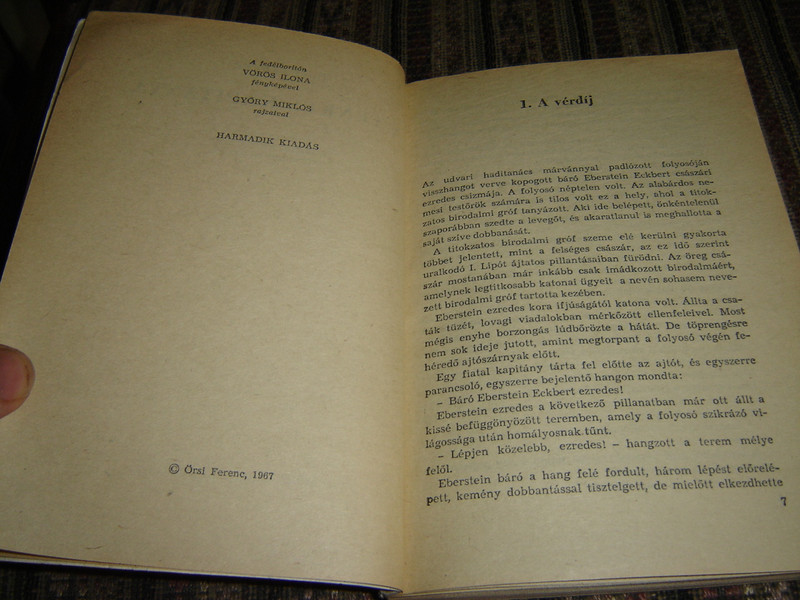 A fedélborítón
VÖRÖS ILONA
fényképével
GYŐRY MIKLÓS
rajzaival
HARMADIK KIADÁS
© Örsi Ferenc, 1967
1. A vérdíj
Az udvari haditanács márvánnyal padlózott folyosóján
visszhangot verve kopogott báró Eberstein Eckbert császári
ezredes csizmája. A folyosó néptelen volt. Az alabárdos ne-
mesi testőrök számára is tilos volt ez a hely, ahol a titok-
zatos birodalmi gróf tanyázott. Aki ide belépett, önkéntelenül
szaporábban szedte a levegőt, és akaratlanul is meghallotta a
saját szíve dobbanását.
A titokzatos birodalmi gróf szeme elé kerülni gyakorta
többet jelentett, mint a felséges császár, az ez idő szerint
uralkodó I. Lipót ájtatos pillantásaiban fürödni. Az öreg csá-
szár mostanában már inkább csak imádkozott birodalmáért,
amelynek legtitkosabb katonai ügyeit a nevén sohasem neve-
zett birodalmi gróf tartotta kezében.
Eberstein ezredes kora ifjúságától katona volt. Állta a csa-
ták tüzét, lovagi viadalokban mérkőzött ellenfeleivel. Most
mégis enyhe borzongás lúdbőrözte a hátát. De töprengésre
nem sok ideje jutott, amint megtorpant a folyosó végén fe-
héredő ajtószárnyak előtt.
Egy fiatal kapitány tárta fel előtte az ajtót, és egyszerre
parancsoló, egyszerre bejelentő hangon mondta:
– Báró Eberstein Eckbert ezredes!
Eberstein ezredes a következő pillanatban már ott állt a
kissé befüggönyözött teremben, amely a folyosó szikrázó vi-
lágossága után homályosnak tűnt.
– Lépjen közelebb, ezredes! – hangzott a terem mélye
felől.
Eberstein báró a hang felé fordult, három lépést előrelé-
pett, kemény dobbantással tisztelgett, de mielőtt elkezdhette
7